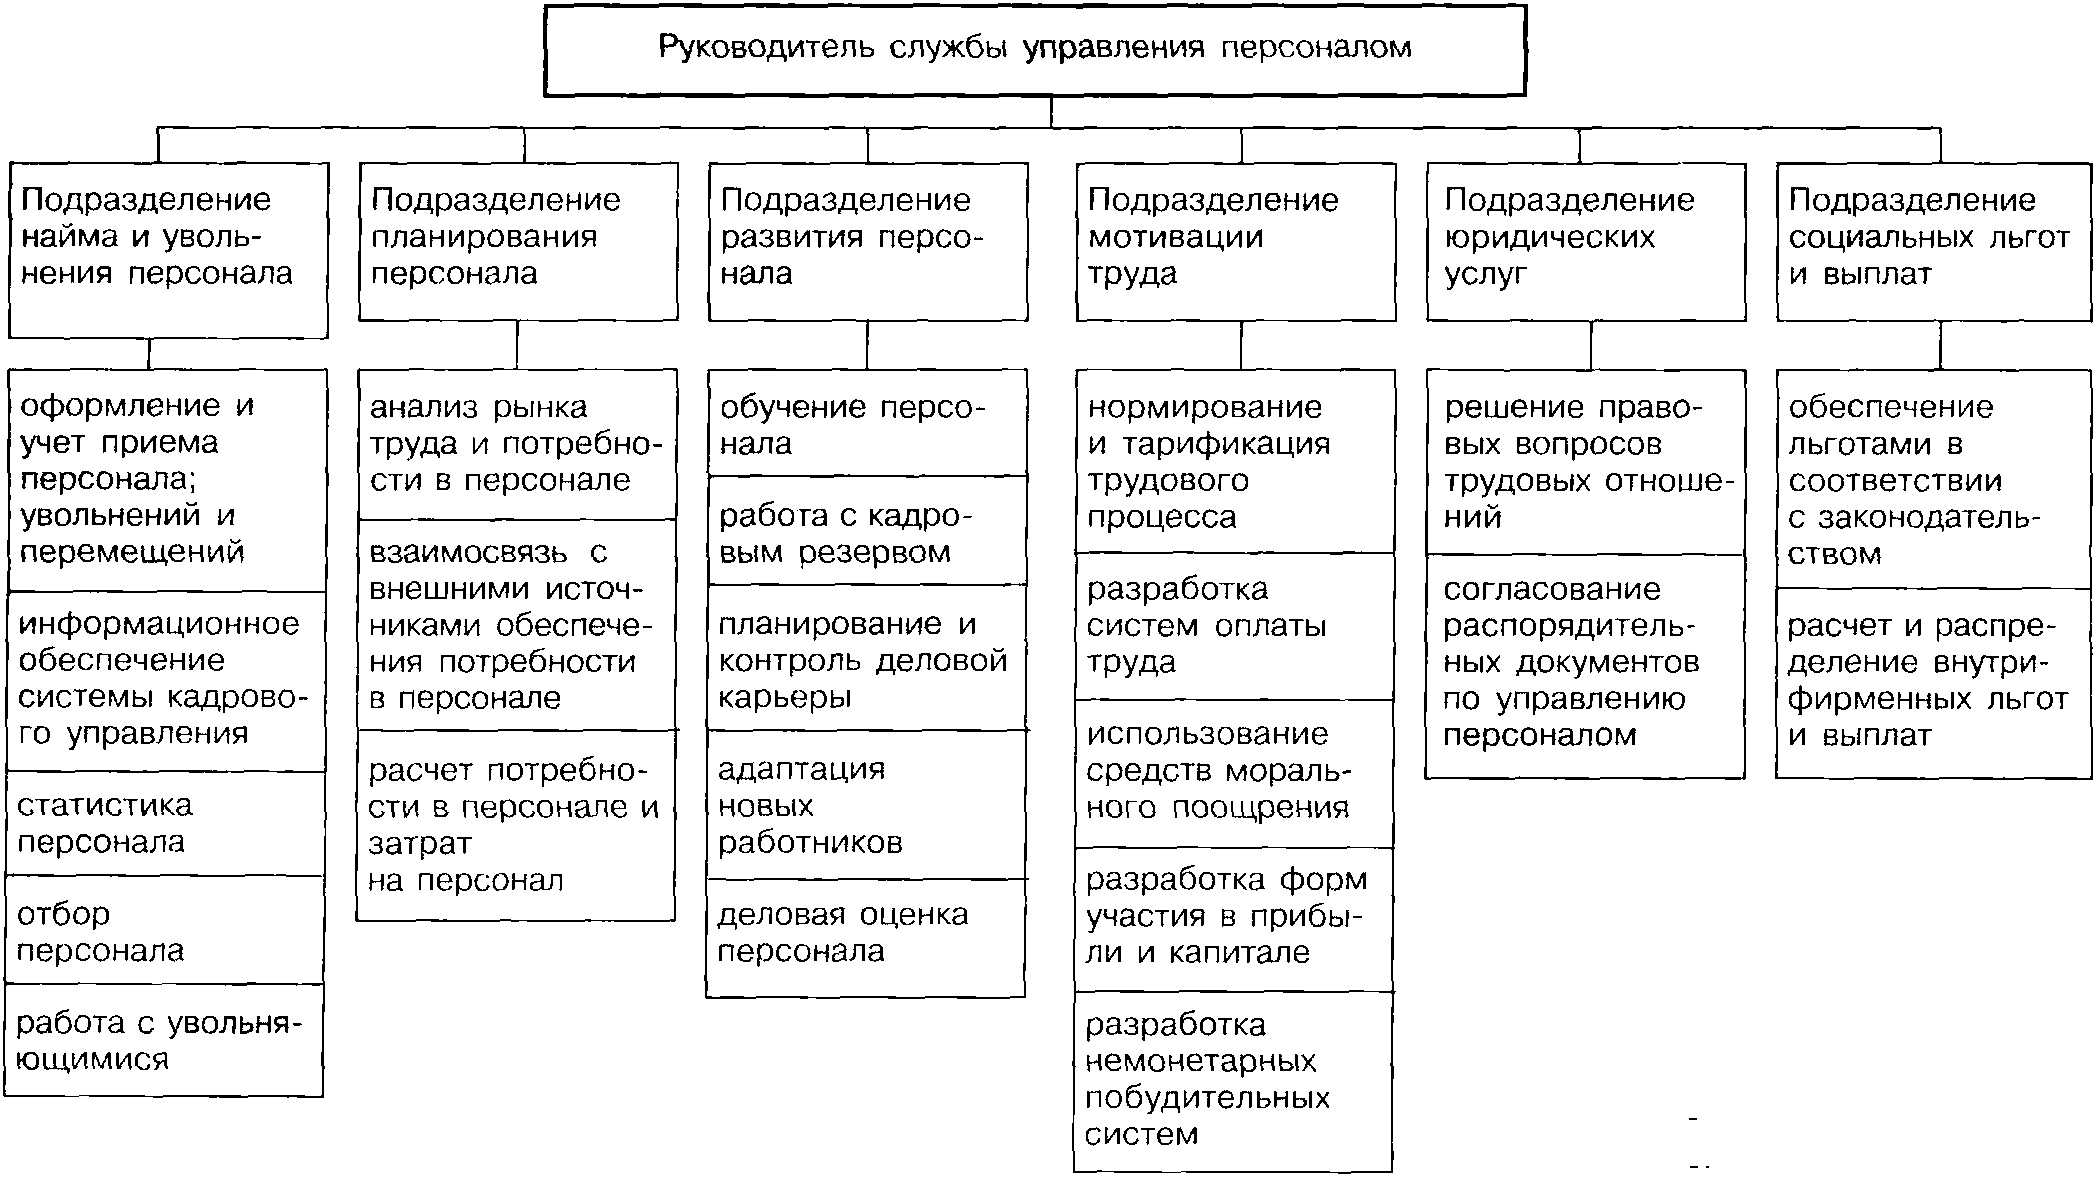 Руководитель службы управления персоналом
Подразделение
найма и уволь-
нения персонала
оформление и
учет приема
персонала;
увольнений и
перемещений
информационное
обеспечение
системы кадрово-
го управления
статистика
персонала
отбор
персонала
работа с увольня-
ющимися
Подразделение
планирования
персонала
анализ рынка
труда и потребно-
сти в персонале
взаимосвязь с
внешними источ-
никами обеспече-
ния потребности
в персонале
расчет потребно-
сти в персонале и
затрат
на персонал
Подразделение
развития персо-
нала
обучение персо-
нала
работа с кадро-
вым резервом
планирование и
контроль деловой
карьеры
адаптация
новых
работников
деловая оценка
персонала
Подразделение
мотивации
труда
нормирование
и тарификация
трудового
процесса
разработка
систем оплаты
труда
использование
средств мораль-
ного поощрения
разработка форм
участия в прибы-
ли и капитале
разработка
немонетарных
побудительных
систем
Подразделение
юридических
услуг
решение право-
вых вопросов
трудовых отноше-
ний
согласование
распорядитель-
ных документов
по управлению
персоналом
Подразделение
социальных льгот
и выплат
обеспечение
льготами в
соответствии
с законодатель-
ством
расчет и распре-
деление внутри-
фирменных льгот
и выплат